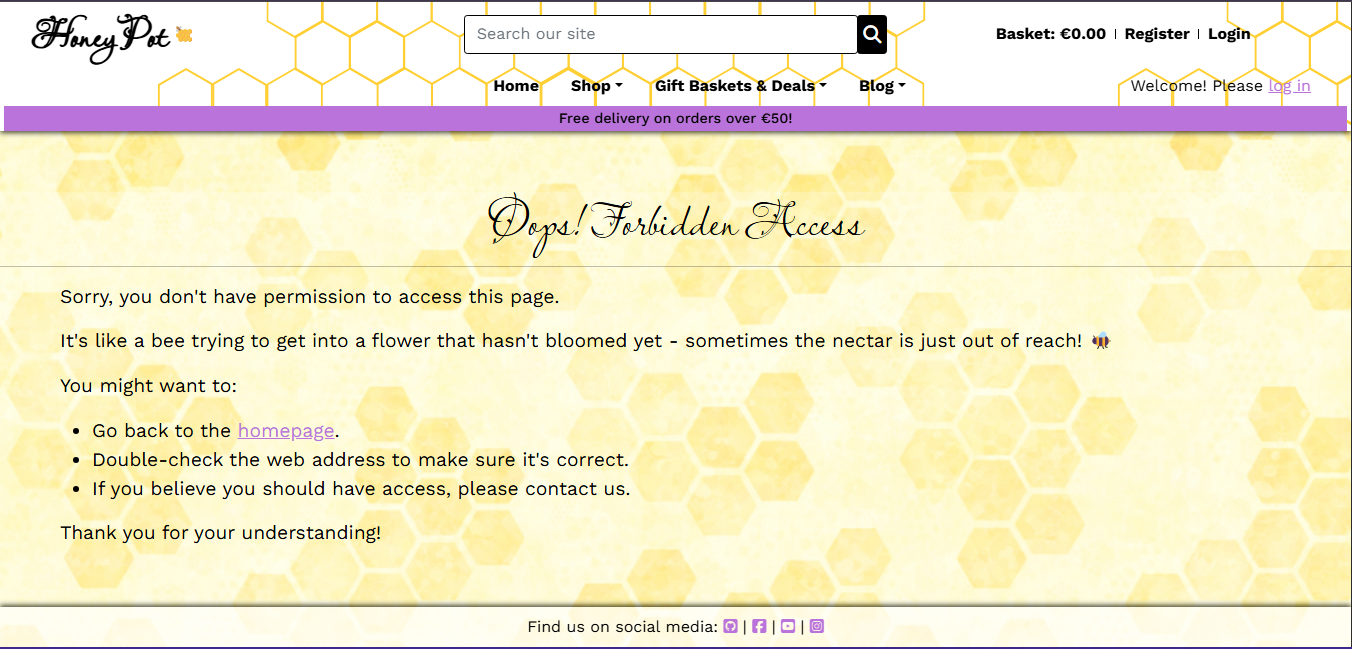 Honey Pot
Search our site
Basket: €0.00 | Register | Login
Home Shop Gift Baskets & Deals Blog
Welcome! Please log in
Free delivery on orders over €50!
Oops! Forbidden Access
Sorry, you don't have permission to access this page.
It's like a bee trying to get into a flower that hasn't bloomed yet - sometimes the nectar is just out of reach! 🐝
You might want to:
• Go back to the homepage.
• Double-check the web address to make sure it's correct.
• If you believe you should have access, please contact us.
Thank you for your understanding!
Find us on social media: | | |